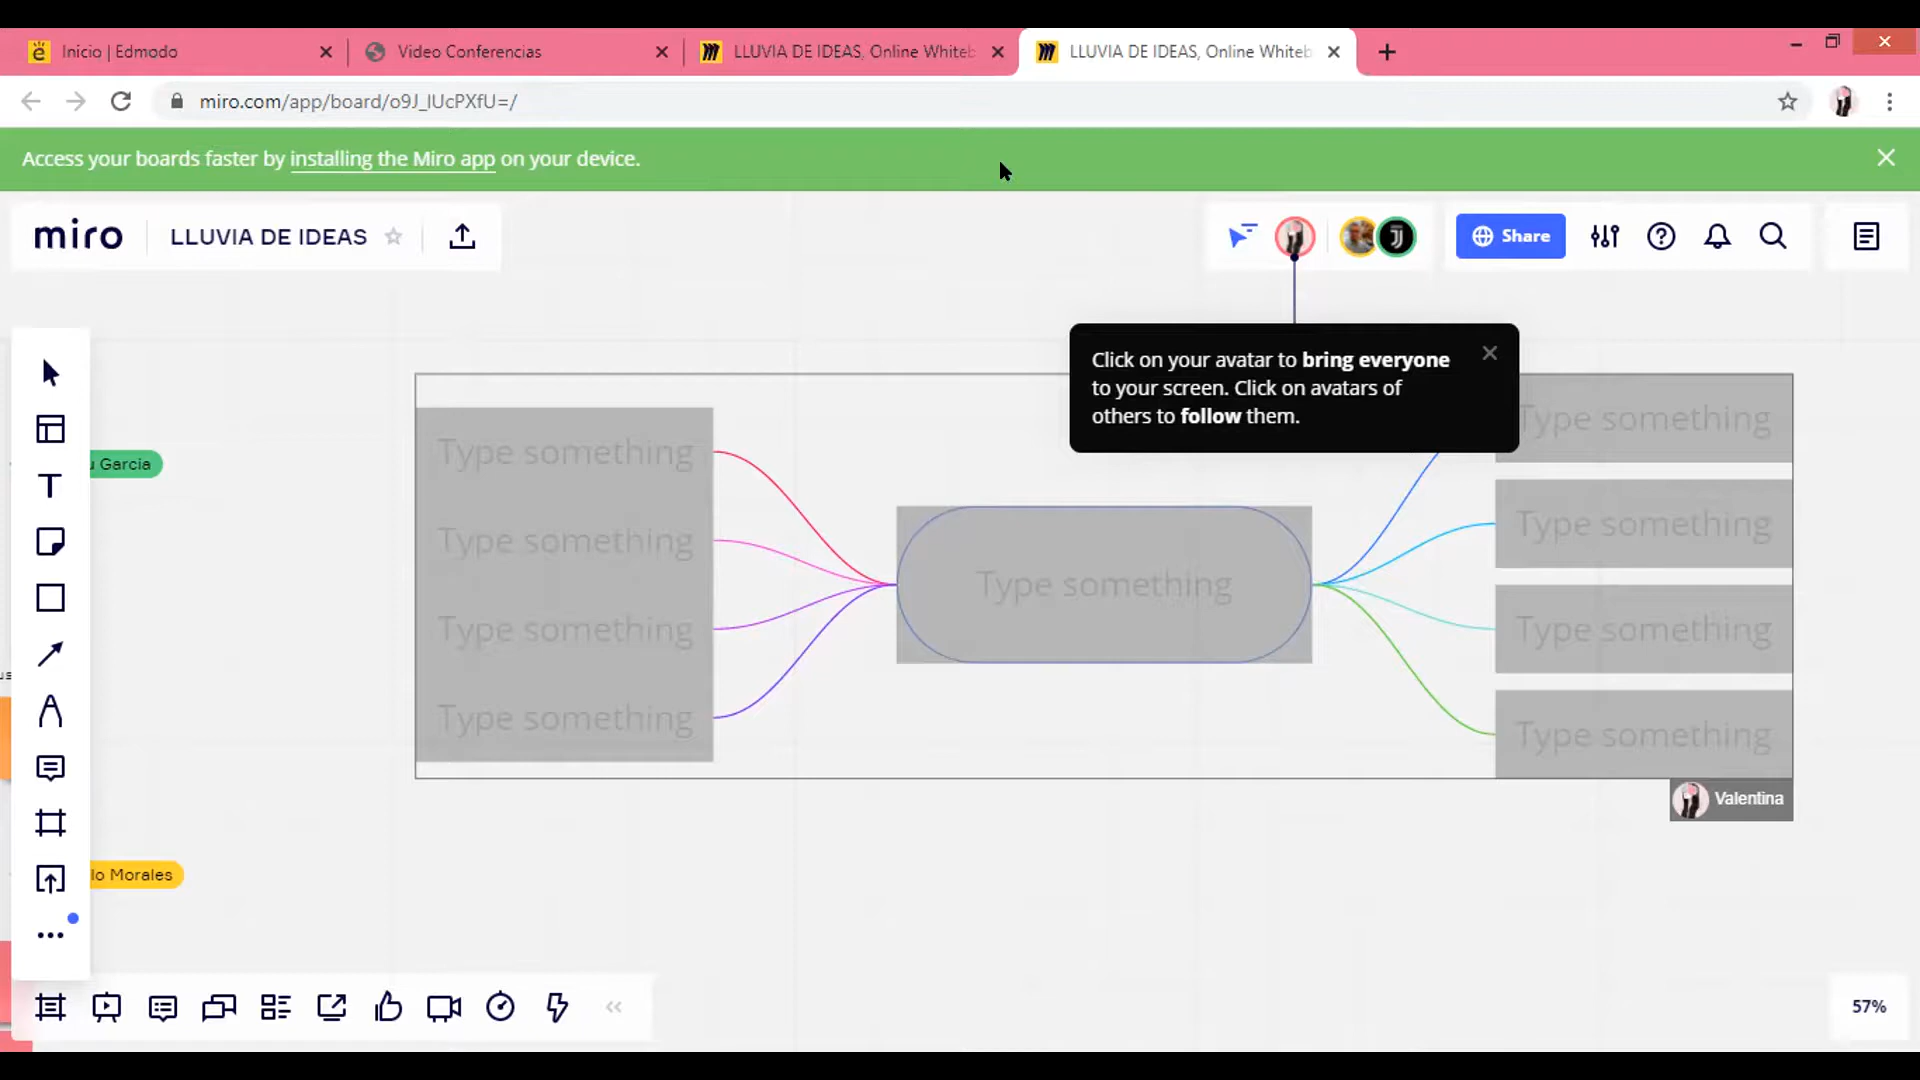 Inicio | Edmodo
Video Conferencias
LLUVIA DE IDEAS, Online Whiteb
LLUVIA DE IDEAS, Online Whiteb
miro.com/app/board/o9J_lUcPXfU=/
Access your boards faster by installing the Miro app on your device.
miro
LLUVIA DE IDEAS
Share
Click on your avatar to bring everyone
to your screen. Click on avatars of
others to follow them.
Type something
Type something
Type something
Type something
Type something
Type something
Type something
Type something
Type something
Valentina
u Garcia
lo Morales
T
57%